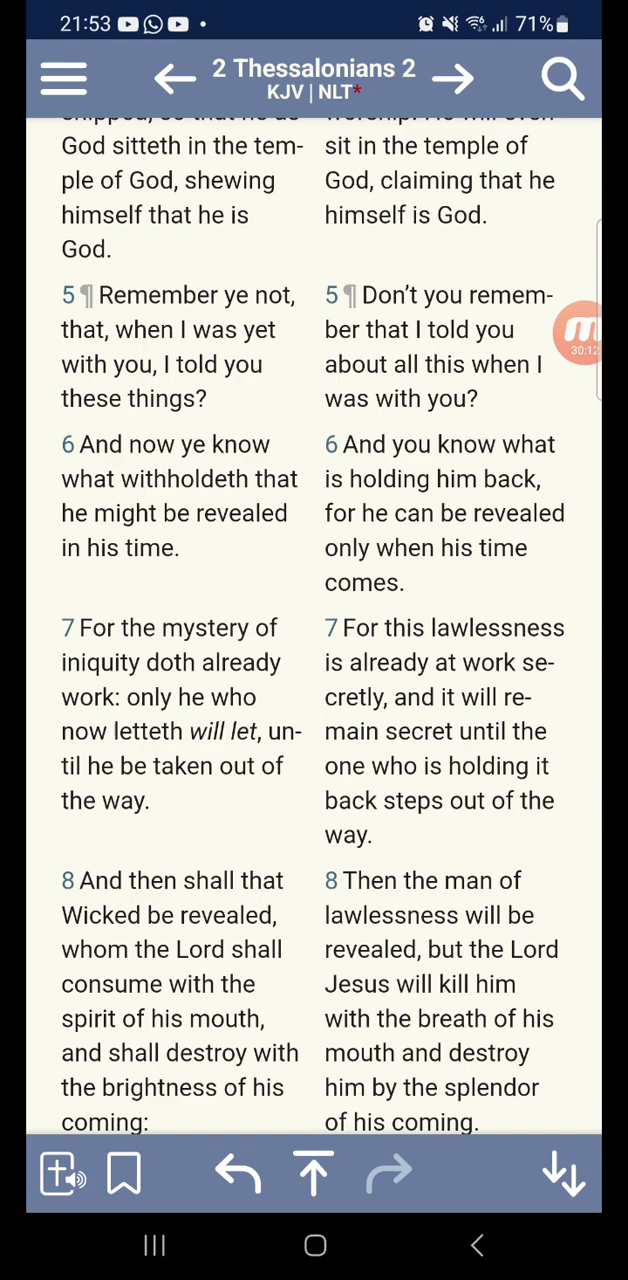 21:53
71%
2 Thessalonians 2
KJV | NLT*
God sitteth in the tem-
ple of God, shewing
himself that he is
God.
5 ¶ Remember ye not,
that, when I was yet
with you, I told you
these things?
6 And now ye know
what withholdeth that
he might be revealed
in his time.
7 For the mystery of
iniquity doth already
work: only he who
now letteth will let, un-
til he be taken out of
the way.
8 And then shall that
Wicked be revealed,
whom the Lord shall
consume with the
spirit of his mouth,
and shall destroy with
the brightness of his
coming:
sit in the temple of
God, claiming that he
himself is God.
5 ¶ Don’t you remem-
ber that I told you
about all this when I
was with you?
6 And you know what
is holding him back,
for he can be revealed
only when his time
comes.
7 For this lawlessness
is already at work se-
cretly, and it will re-
main secret until the
one who is holding it
back steps out of the
way.
8 Then the man of
lawlessness will be
revealed, but the Lord
Jesus will kill him
with the breath of his
mouth and destroy
him by the splendor
of his coming.
30:12